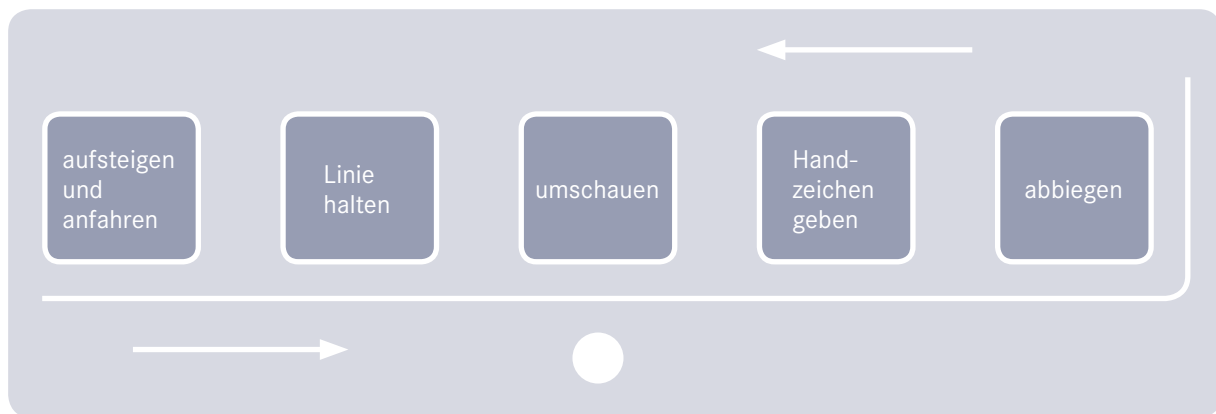 aufsteigen
und
anfahren
Linie
halten
umschauen
Hand-
zeichen
geben
abbiegen